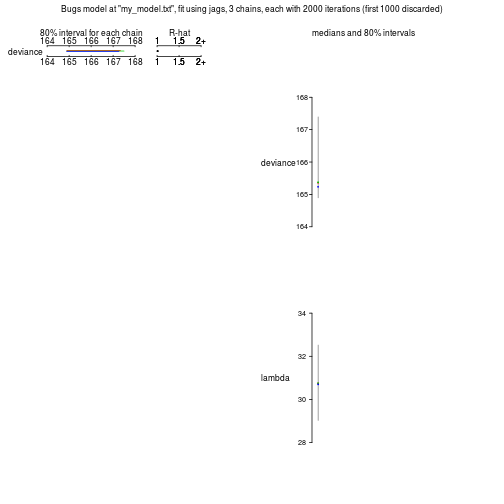 Bugs model at "my_model.txt", fit using jags, 3 chains, each with 2000 iterations (first 1000 discarded)
80% interval for each chain R-hat medians and 80% intervals
164 165 166 167 168 1 1.5 2+
deviance
164 165 166 167 168 1 1.5 2+
168
167
deviance 166
165
164
34
32
lambda
30
28